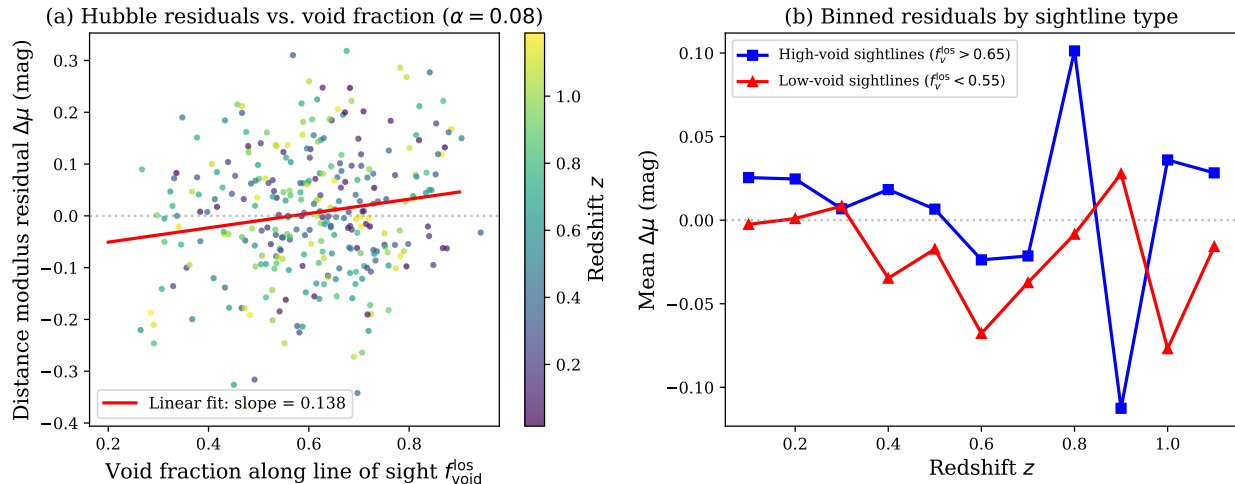 (a) Hubble residuals vs. void fraction (α = 0.08)
0.3
0.2
0.1
0.0
−0.1
−0.2
−0.3
−0.4
Distance modulus residual Δμ (mag)
Linear fit: slope = 0.138
0.2
0.4
0.6
0.8
Void fraction along line of sight f_void^los
1.0
0.8
0.6
0.4
0.2
Redshift z
(b) Binned residuals by sightline type
High-void sightlines (f_v^los > 0.65)
Low-void sightlines (f_v^los < 0.55)
0.10
0.05
0.00
−0.05
−0.10
Mean Δμ (mag)
0.2
0.4
0.6
0.8
1.0
Redshift z